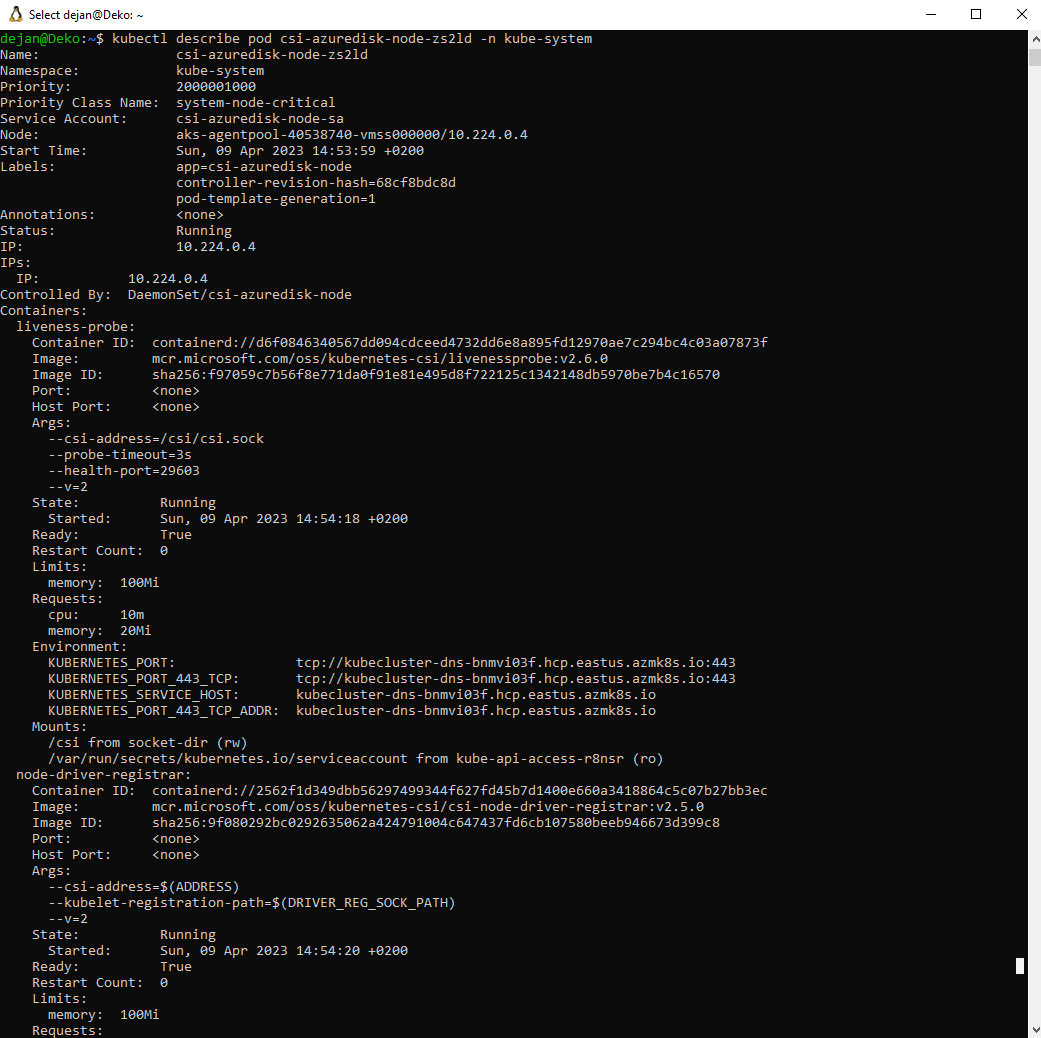 Select dejan@Deko: ~
dejan@Deko:~$ kubectl describe pod csi-azuredisk-node-zs2ld -n kube-system
Name:                 csi-azuredisk-node-zs2ld
Namespace:            kube-system
Priority:             2000001000
Priority Class Name:  system-node-critical
Service Account:      csi-azuredisk-node-sa
Node:                 aks-agentpool-40538740-vmss000000/10.224.0.4
Start Time:           Sun, 09 Apr 2023 14:53:59 +0200
Labels:               app=csi-azuredisk-node
                      controller-revision-hash=68cf8bdc8d
                      pod-template-generation=1
Annotations:          <none>
Status:               Running
IP:                   10.224.0.4
IPs:
  IP:           10.224.0.4
Controlled By:  DaemonSet/csi-azuredisk-node
Containers:
  liveness-probe:
    Container ID:  containerd://d6f0846340567dd094cdceed4732dd6e8a895fd12970ae7c294bc4c03a07873f
    Image:         mcr.microsoft.com/oss/kubernetes-csi/livenessprobe:v2.6.0
    Image ID:      sha256:f97059c7b56f8e771da0f91e81e495d8f722125c1342148db5970be7b4c16570
    Port:          <none>
    Host Port:     <none>
    Args:
      --csi-address=/csi/csi.sock
      --probe-timeout=3s
      --health-port=29603
      --v=2
    State:          Running
      Started:      Sun, 09 Apr 2023 14:54:18 +0200
    Ready:          True
    Restart Count:  0
    Limits:
      memory:  100Mi
    Requests:
      cpu:     10m
      memory:  20Mi
    Environment:
      KUBERNETES_PORT:               tcp://kubecluster-dns-bnmvi03f.hcp.eastus.azmk8s.io:443
      KUBERNETES_PORT_443_TCP:       tcp://kubecluster-dns-bnmvi03f.hcp.eastus.azmk8s.io:443
      KUBERNETES_SERVICE_HOST:       kubecluster-dns-bnmvi03f.hcp.eastus.azmk8s.io
      KUBERNETES_PORT_443_TCP_ADDR:  kubecluster-dns-bnmvi03f.hcp.eastus.azmk8s.io
    Mounts:
      /csi from socket-dir (rw)
      /var/run/secrets/kubernetes.io/serviceaccount from kube-api-access-r8nsr (ro)
  node-driver-registrar:
    Container ID:  containerd://2562f1d349dbb56297499344f627fd45b7d1400e660a3418864c5c07b27bb3ec
    Image:         mcr.microsoft.com/oss/kubernetes-csi/csi-node-driver-registrar:v2.5.0
    Image ID:      sha256:9f080292bc0292635062a424791004c647437fd6cb107580beeb946673d399c8
    Port:          <none>
    Host Port:     <none>
    Args:
      --csi-address=$(ADDRESS)
      --kubelet-registration-path=$(DRIVER_REG_SOCK_PATH)
      --v=2
    State:          Running
      Started:      Sun, 09 Apr 2023 14:54:20 +0200
    Ready:          True
    Restart Count:  0
    Limits:
      memory:  100Mi
    Requests: